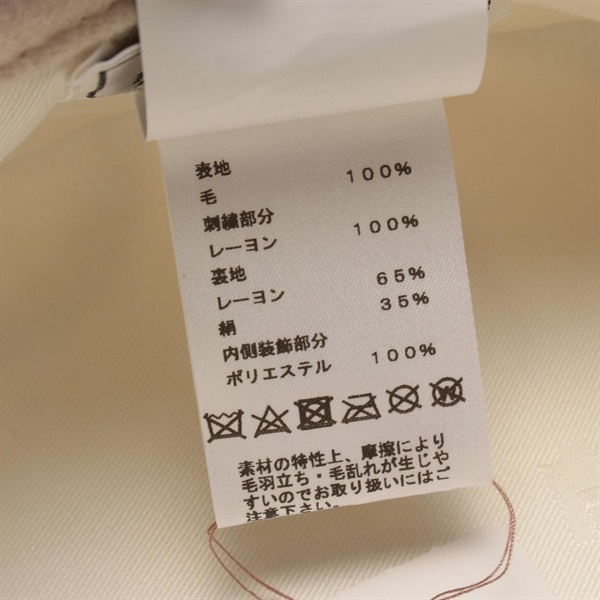 表地
毛 100%
刺繍部分
レーヨン 100%
裏地
レーヨン 65%
絹 35%
内側装飾部分
ポリエステル 100%
W
素材の特性上、摩擦により
毛羽立ち・毛乱れが生じや
すいのでお取り扱いにはご
注意下さい。